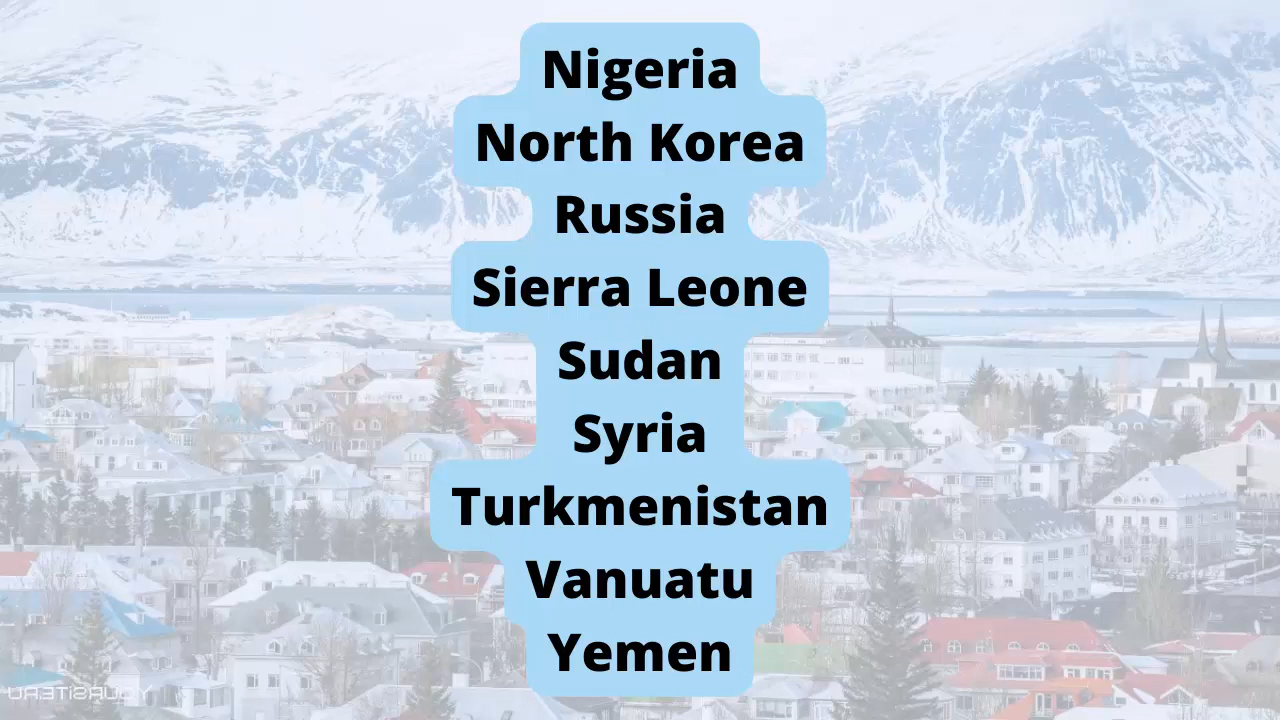 Nigeria
North Korea
Russia
Sierra Leone
Sudan
Syria
Turkmenistan
Vanuatu
Yemen